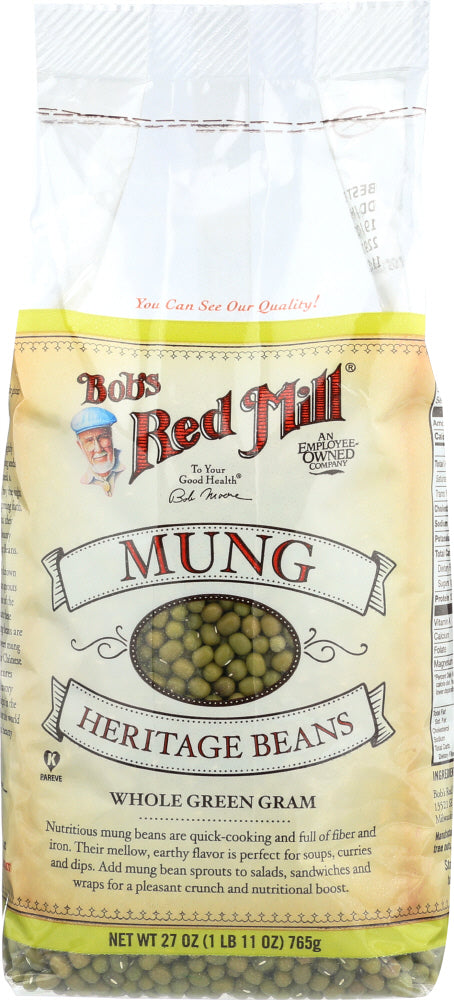 You Can See Our Quality!
Bob's
Red Mill®
AN
EMPLOYEE-
OWNED
COMPANY
To Your
Good Health®
Bob Moore
MUNG
HERITAGE BEANS
K
PAREVE
WHOLE GREEN GRAM
Nutritious mung beans are quick-cooking and full of fiber and
iron. Their mellow, earthy flavor is perfect for soups, curries
and dips. Add mung bean sprouts to salads, sandwiches and
wraps for a pleasant crunch and nutritional boost.
NET WT 27 OZ (1 LB 11 OZ) 765g